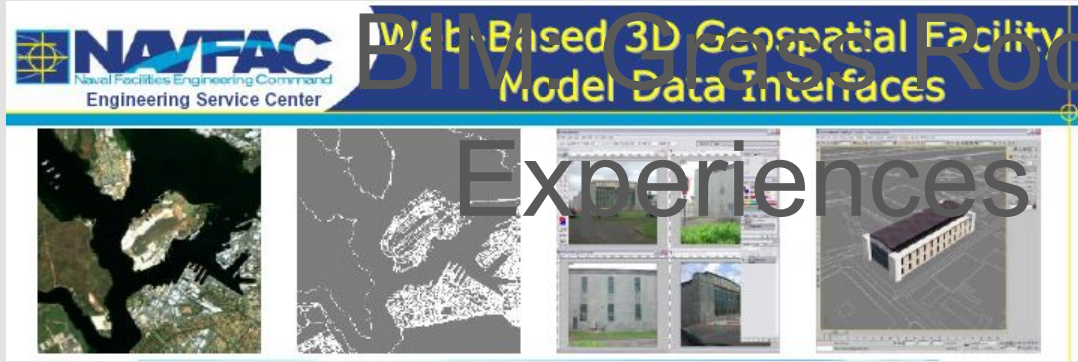 NAVFAC
Naval Facilities Engineering Command
Engineering Service Center
Web-Based 3D Geospatial Facility
Model Data Interfaces
BIM: Grass Roo
Experiences